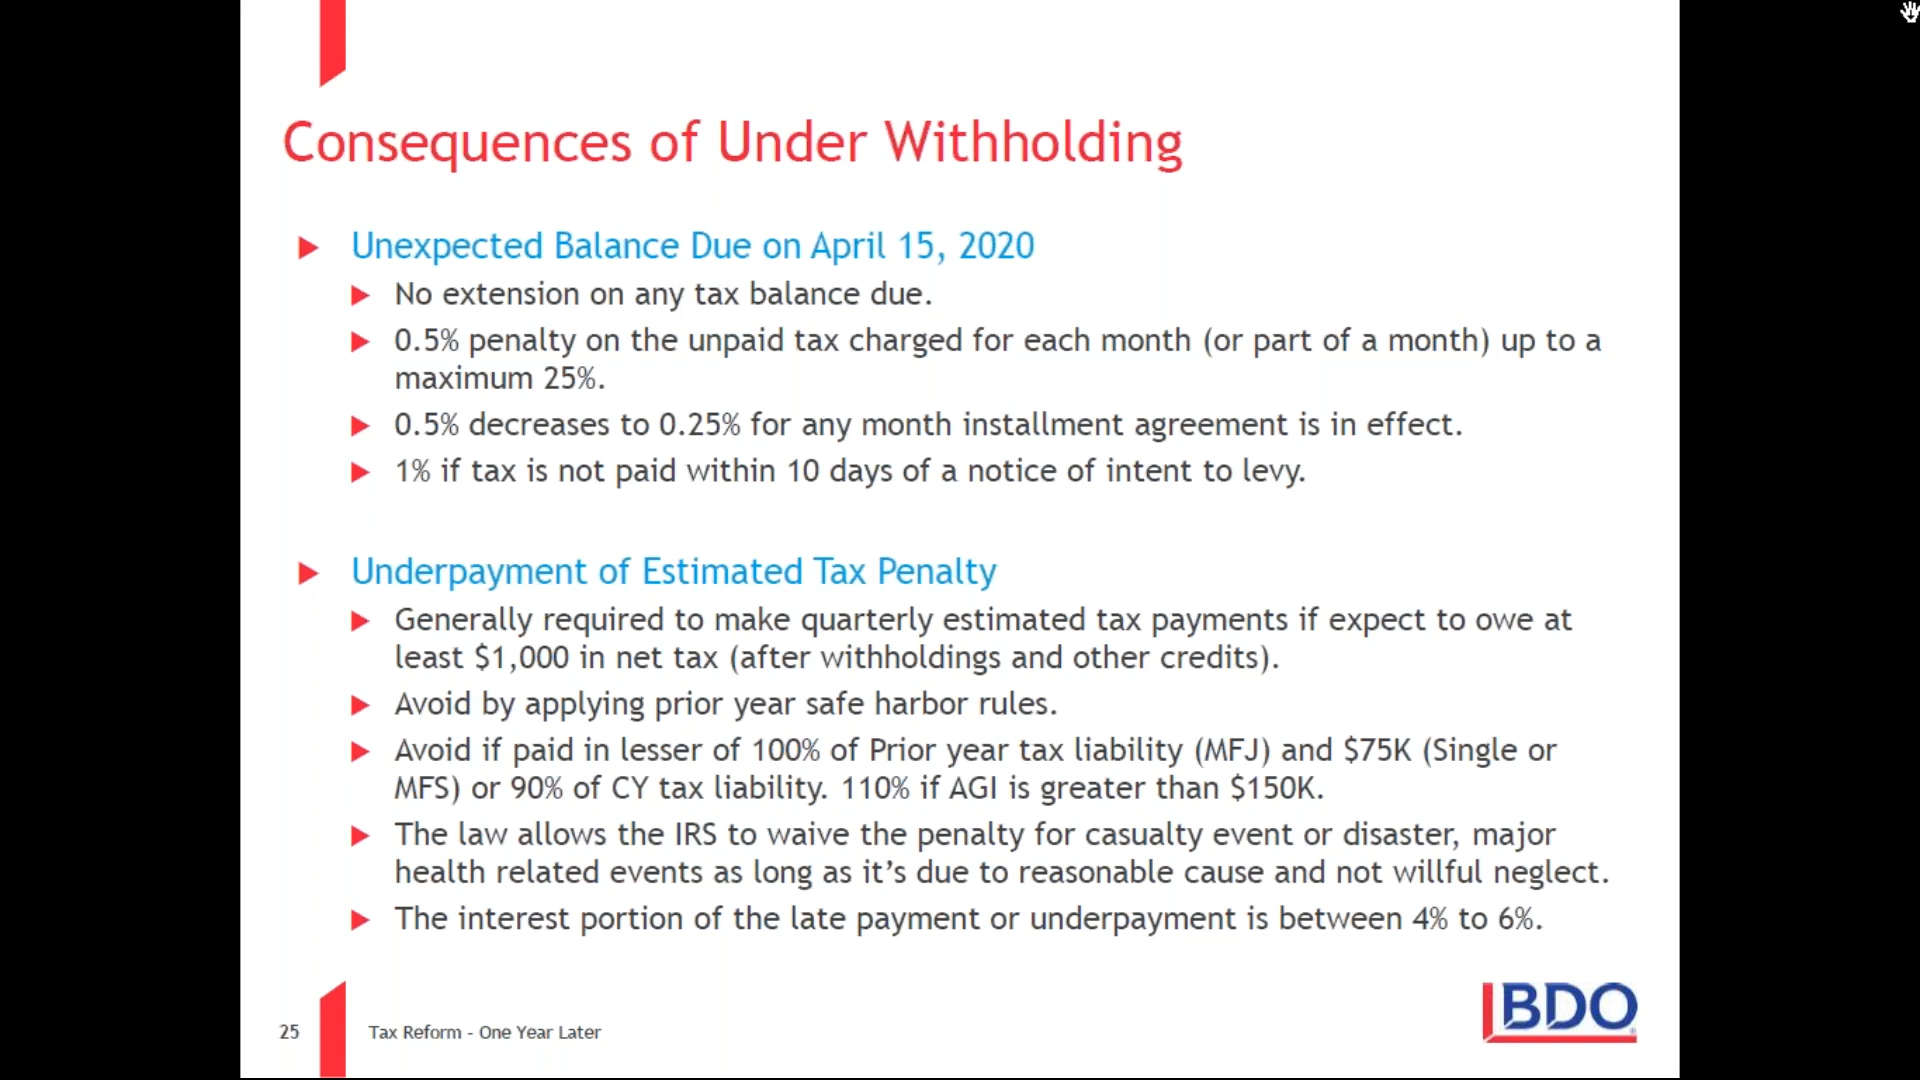 Consequences of Under Withholding
Unexpected Balance Due on April 15, 2020
No extension on any tax balance due.
0.5% penalty on the unpaid tax charged for each month (or part of a month) up to a
maximum 25%.
0.5% decreases to 0.25% for any month installment agreement is in effect.
1% if tax is not paid within 10 days of a notice of intent to levy.
Underpayment of Estimated Tax Penalty
Generally required to make quarterly estimated tax payments if expect to owe at
least $1,000 in net tax (after withholdings and other credits).
Avoid by applying prior year safe harbor rules.
Avoid if paid in lesser of 100% of Prior year tax liability (MFJ) and $75K (Single or
MFS) or 90% of CY tax liability. 110% if AGI is greater than $150K.
The law allows the IRS to waive the penalty for casualty event or disaster, major
health related events as long as it’s due to reasonable cause and not willful neglect.
The interest portion of the late payment or underpayment is between 4% to 6%.
25 Tax Reform - One Year Later
BDO